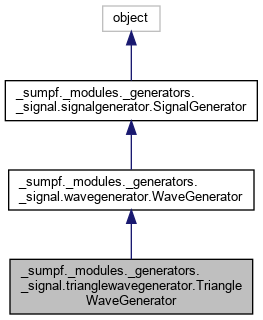 object
_sumpf._modules._generators.
_signal.signalgenerator.SignalGenerator
_sumpf._modules._generators.
_signal.wavegenerator.WaveGenerator
_sumpf._modules._generators.
_signal.trianglewavegenerator.Triangle
WaveGenerator